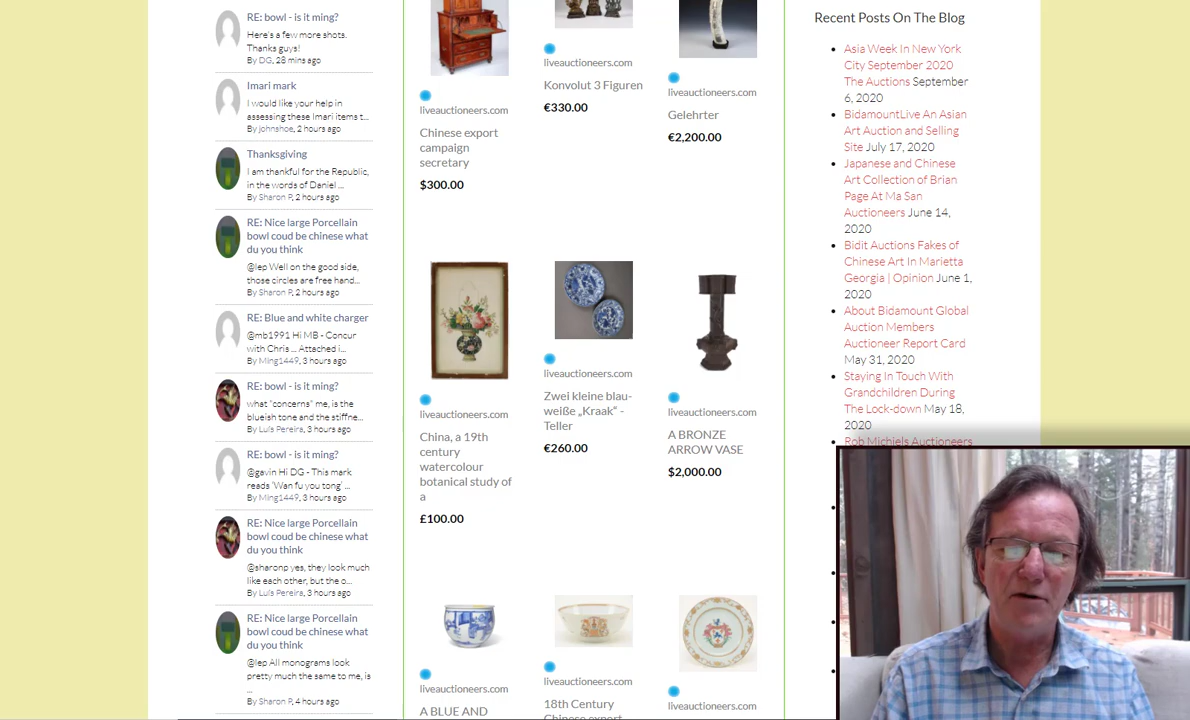 RE: bowl - is it ming?
Here's a few more shots.
Thanks guys!
By DG, 28 mins ago
Imari mark
I would like your help in
assessing these Imari items t...
By johnshoe, 2 hours ago
Thanksgiving
I am thankful for the Republic,
in the words of Daniel ...
By Sharon P, 2 hours ago
RE: Nice large Porcellain
bowl coud be chinese what
du you think
@lep Well on the good side,
those circles are free hand...
By Sharon P, 2 hours ago
RE: Blue and white charger
@mb1991 Hi MB - Concur
with Chris ... Attached i...
By Ming1449, 3 hours ago
RE: bowl - is it ming?
what "concerns" me, is the
blueish tone and the stiffne...
By Luís Pereira, 3 hours ago
RE: bowl - is it ming?
@gavin Hi DG - This mark
reads 'Wan fu you tong' ...
By Ming1449, 3 hours ago
RE: Nice large Porcellain
bowl coud be chinese what
du you think
@sharonp yes, they look much
like each other, but the o...
By Luís Pereira, 3 hours ago
RE: Nice large Porcellain
bowl coud be chinese what
du you think
@lep All monograms look
pretty much the same to me, is
...
By Sharon P, 4 hours ago
liveauctioneers.com
Chinese export
campaign
secretary
$300.00
liveauctioneers.com
Konvolut 3 Figuren
€330.00
liveauctioneers.com
Gelehrter
€2,200.00
liveauctioneers.com
China, a 19th
century
watercolour
botanical study of
a
£100.00
liveauctioneers.com
Zwei kleine blau-
weiße „Kraak“ -
Teller
€260.00
liveauctioneers.com
A BRONZE
ARROW VASE
$2,000.00
liveauctioneers.com
A BLUE AND
liveauctioneers.com
18th Century
Chinese export
liveauctioneers.com
Recent Posts On The Blog
Asia Week In New York
City September 2020
The Auctions September
6, 2020
BidamountLive An Asian
Art Auction and Selling
Site July 17, 2020
Japanese and Chinese
Art Collection of Brian
Page At Ma San
Auctioneers June 14,
2020
Bidit Auctions Fakes of
Chinese Art In Marietta
Georgia | Opinion June 1,
2020
About Bidamount Global
Auction Members
Auctioneer Report Card
May 31, 2020
Staying In Touch With
Grandchildren During
The Lock-down May 18,
2020
Rob Michiels Auctioneers